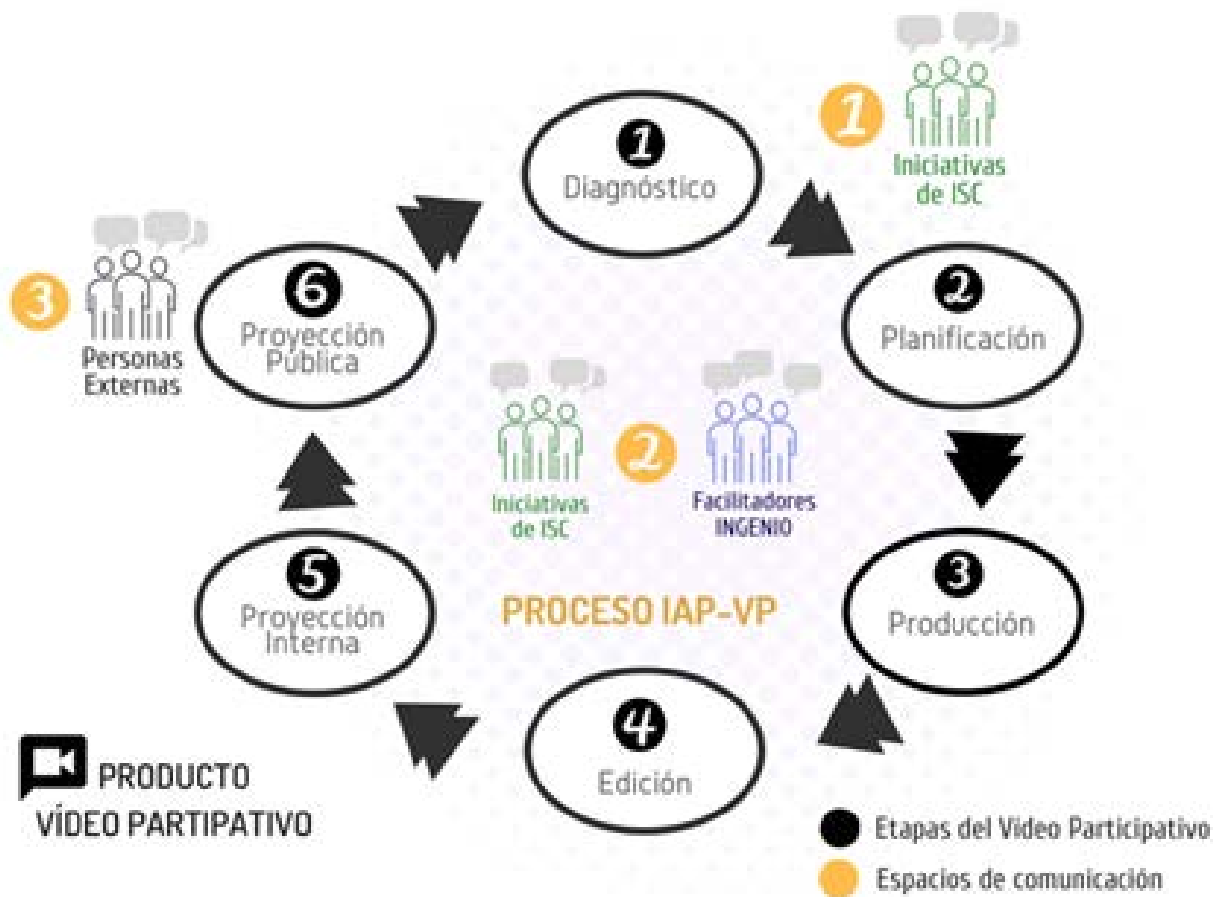 1
Diagnóstico
1
Iniciativas
de ISC
2
Planificación
3
Producción
4
Edición
5
Proyección
Interna
6
Proyección
Pública
3
Personas
Externas
Iniciativas
de ISC
2
Facilitadores
INGENIO
PROCESO IAP-VP
PRODUCTO
VÍDEO PARTIPATIVO
Etapas del Video Participativo
Espacios de comunicación